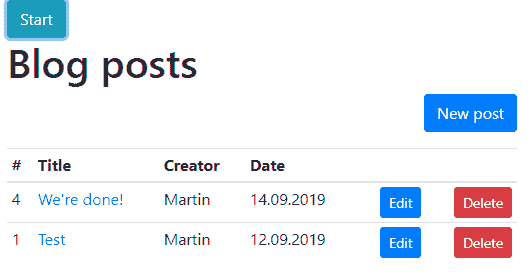 Start
Blog posts
New post
# Title Creator Date
4 We're done! Martin 14.09.2019 Edit Delete
1 Test Martin 12.09.2019 Edit Delete